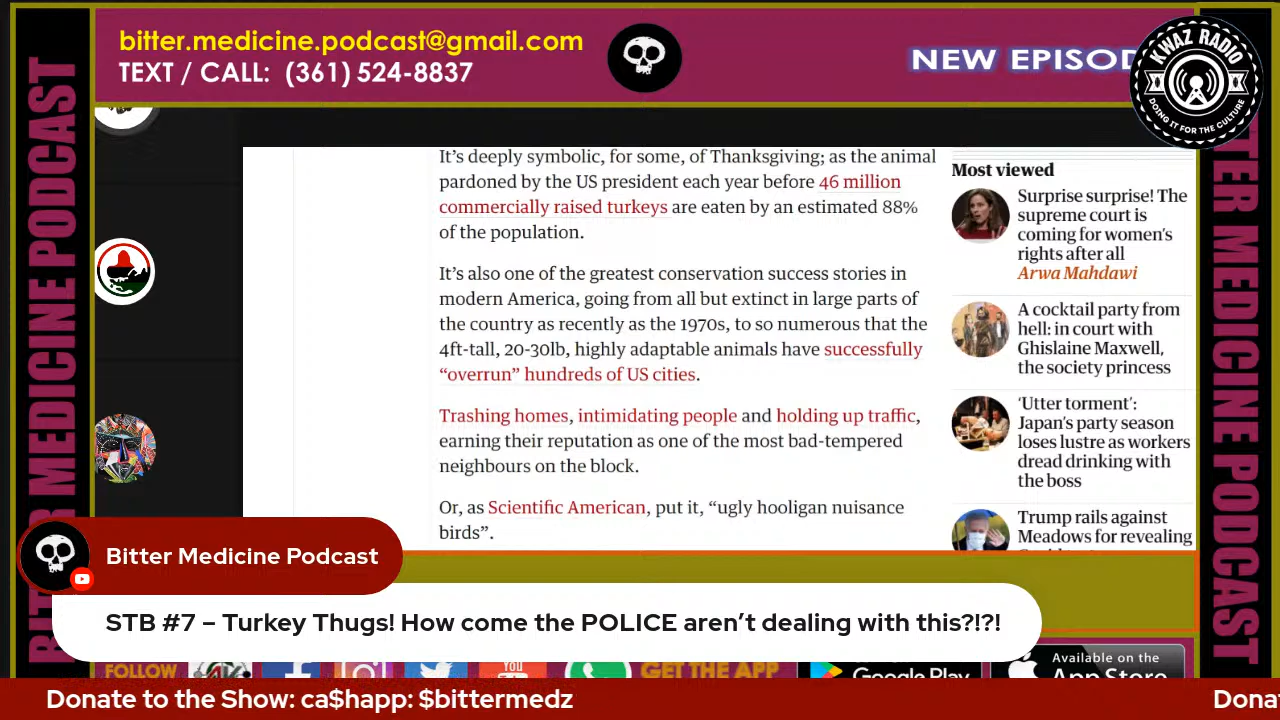 bitter.medicine.podcast@gmail.com
TEXT / CALL: (361) 524-8837
NEW EPISOD
KWAZ RADIO
DOING IT FOR THE CULTURE
BITTER MEDICINE PODCAST
It's deeply symbolic, for some, of Thanksgiving; as the animal
pardoned by the US president each year before 46 million
commercially raised turkeys are eaten by an estimated 88%
of the population.
It's also one of the greatest conservation success stories in
modern America, going from all but extinct in large parts of
the country as recently as the 1970s, to so numerous that the
4ft-tall, 20-30lb, highly adaptable animals have successfully
“overrun” hundreds of US cities.
Trashing homes, intimidating people and holding up traffic,
earning their reputation as one of the most bad-tempered
neighbours on the block.
Or, as Scientific American, put it, “ugly hooligan nuisance
birds”.
Most viewed
Surprise surprise! The
supreme court is
coming for women's
rights after all
Arwa Mahdawi
A cocktail party from
hell: in court with
Ghislaine Maxwell,
the society princess
‘Utter torment’:
Japan's party season
loses lustre as workers
dread drinking with
the boss
Trump rails against
Meadows for revealing
TER MEDICINE PODCAST
Bitter Medicine Podcast
STB #7 – Turkey Thugs! How come the POLICE aren't dealing with this?!?!
FOLLOW
You
GET THE APP
Google Play
Available on the
App Store
Donate to the Show: ca$happ: $bittermedz
Dona